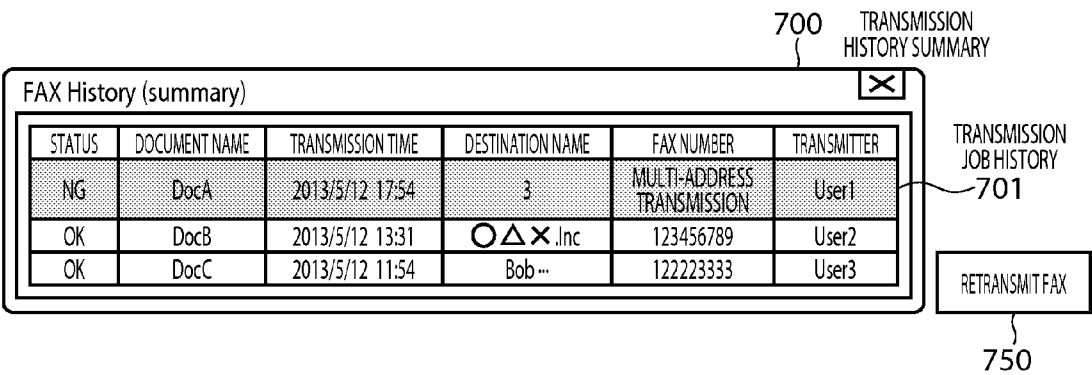 700
TRANSMISSION
HISTORY SUMMARY
FAX History (summary)
STATUS DOCUMENT NAME TRANSMISSION TIME DESTINATION NAME FAX NUMBER TRANSMITTER
NG DocA 2013/5/12 17:54 3 MULTI-ADDRESS TRANSMISSION User1
OK DocB 2013/5/12 13:31 ○△×.Inc 123456789 User2
OK DocC 2013/5/12 11:54 Bob ··· 122223333 User3
TRANSMISSION
JOB HISTORY
701
RETRANSMIT FAX
750